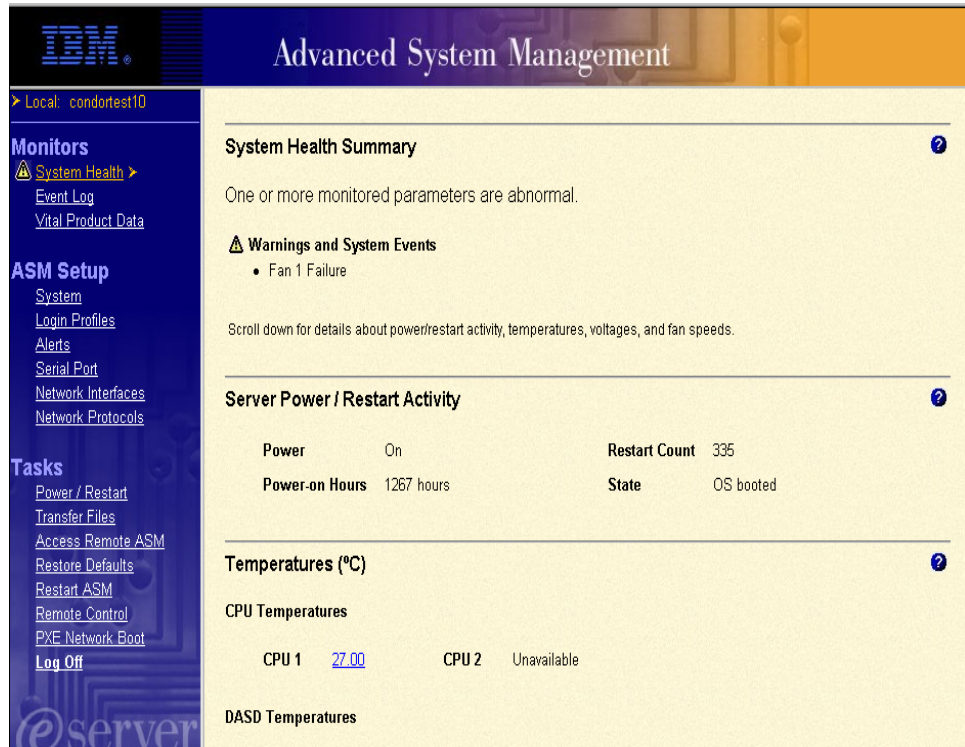 IBM®
Advanced System Management
Local: condortest10
Monitors
System Health
Event Log
Vital Product Data
ASM Setup
System
Login Profiles
Alerts
Serial Port
Network Interfaces
Network Protocols
Tasks
Power / Restart
Transfer Files
Access Remote ASM
Restore Defaults
Restart ASM
Remote Control
PXE Network Boot
Log Off
@server
System Health Summary
?
One or more monitored parameters are abnormal.
Warnings and System Events
• Fan 1 Failure
Scroll down for details about power/restart activity, temperatures, voltages, and fan speeds.
Server Power / Restart Activity
?
Power On Restart Count 335
Power-on Hours 1267 hours State OS booted
Temperatures (ºC)
?
CPU Temperatures
CPU 1 27.00 CPU 2 Unavailable
DASD Temperatures